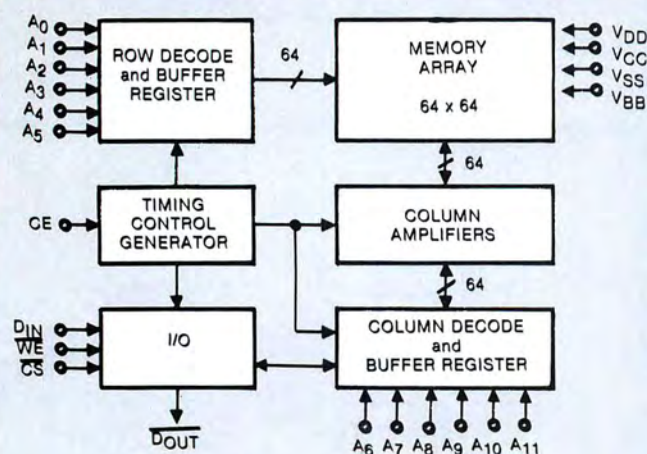 A0
A1
A2
A3
A4
A5
ROW DECODE
and BUFFER
REGISTER
64
MEMORY
ARRAY
64 x 64
VDD
VCC
VSS
VBB
64
CE
TIMING
CONTROL
GENERATOR
COLUMN
AMPLIFIERS
64
DIN
WE
CS
I/O
COLUMN DECODE
and
BUFFER REGISTER
DOUT
A6 A7 A8 A9 A10 A11